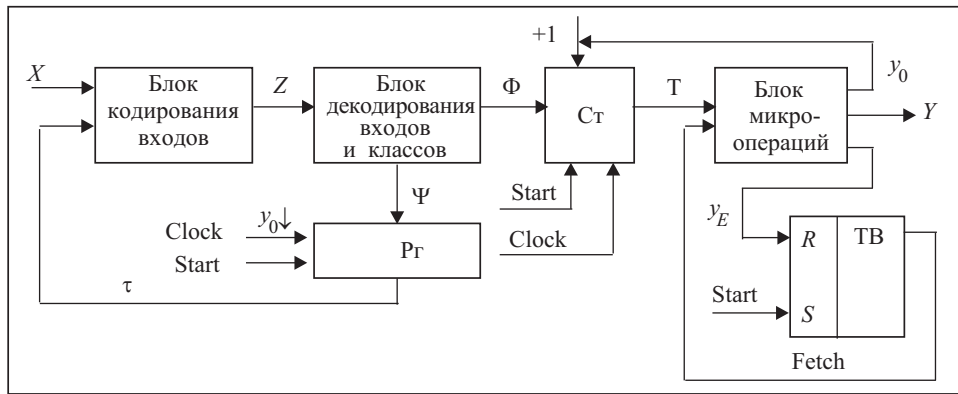 +1
X
Блок
кодирования
входов
Z
Блок
декодирования
входов
и классов
Φ
Ст
Т
Блок
микро-
операций
y0
Y
Ψ
Start
Clock
Clock
y0↓
Start
Рг
τ
yE
R
ТВ
Start
S
Fetch